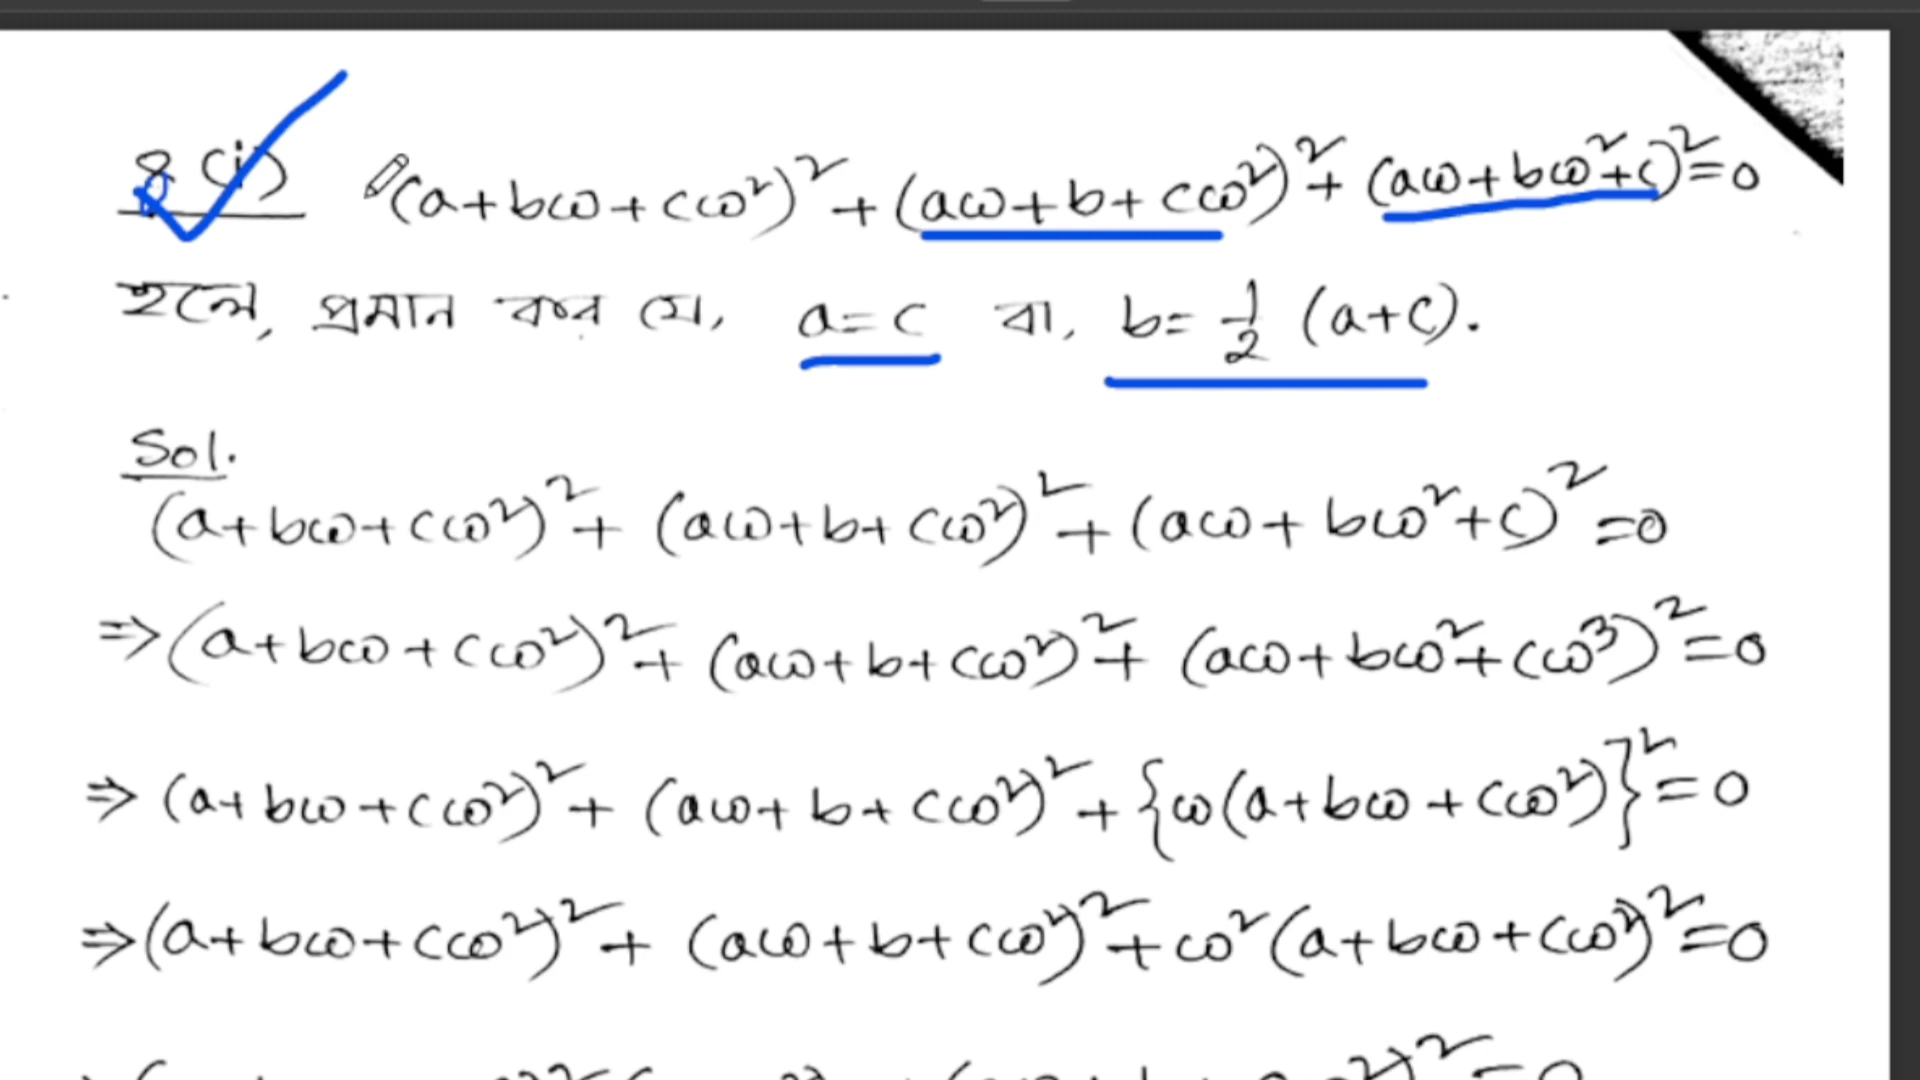 8 (i) (a+bω+cω²)² + (aω+b+cω²)² + (aω+bω²+c)²=0
হলে, প্রমান কর যে, a=c বা, b= 1/2 (a+c).
Sol.
(a+bω+cω²)² + (aω+b+cω²)² + (aω+bω²+c)² =0
⇒(a+bω+cω²)² + (aω+b+cω²)² + (aω+bω²+cω³)²=0
⇒ (a+bω+cω²)² + (aω+b+cω²)² + {ω(a+bω+cω²)}²=0
⇒(a+bω+cω²)² + (aω+b+cω²)² + ω²(a+bω+cω²)²=0